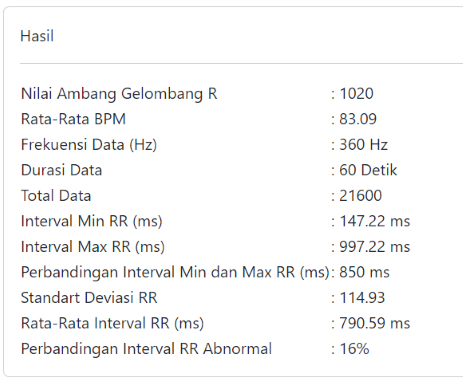 Hasil
Nilai Ambang Gelombang R : 1020
Rata-Rata BPM : 83.09
Frekuensi Data (Hz) : 360 Hz
Durasi Data : 60 Detik
Total Data : 21600
Interval Min RR (ms) : 147.22 ms
Interval Max RR (ms) : 997.22 ms
Perbandingan Interval Min dan Max RR (ms): 850 ms
Standart Deviasi RR : 114.93
Rata-Rata Interval RR (ms) : 790.59 ms
Perbandingan Interval RR Abnormal : 16%